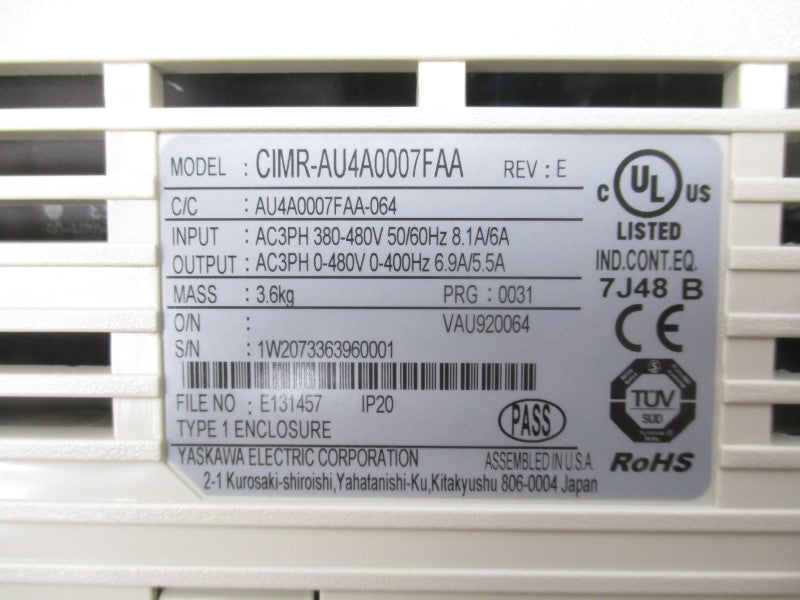 MODEL : CIMR-AU4A0007FAA REV : E
C/C : AU4A0007FAA-064
INPUT : AC3PH 380-480V 50/60Hz 8.1A/6A
OUTPUT : AC3PH 0-480V 0-400Hz 6.9A/5.5A
MASS : 3.6kg PRG : 0031
O/N : VAU920064
S/N : 1W2073363960001
FILE NO : E131457 IP20
TYPE 1 ENCLOSURE
PASS
YASKAWA ELECTRIC CORPORATION ASSEMBLED IN U.S.A
2-1 Kurosaki-shiroishi,Yahatanishi-Ku,Kitakyushu 806-0004 Japan
C UL US
LISTED
IND.CONT.EQ.
7J48 B
CE
TÜV
SÜD
RoHS